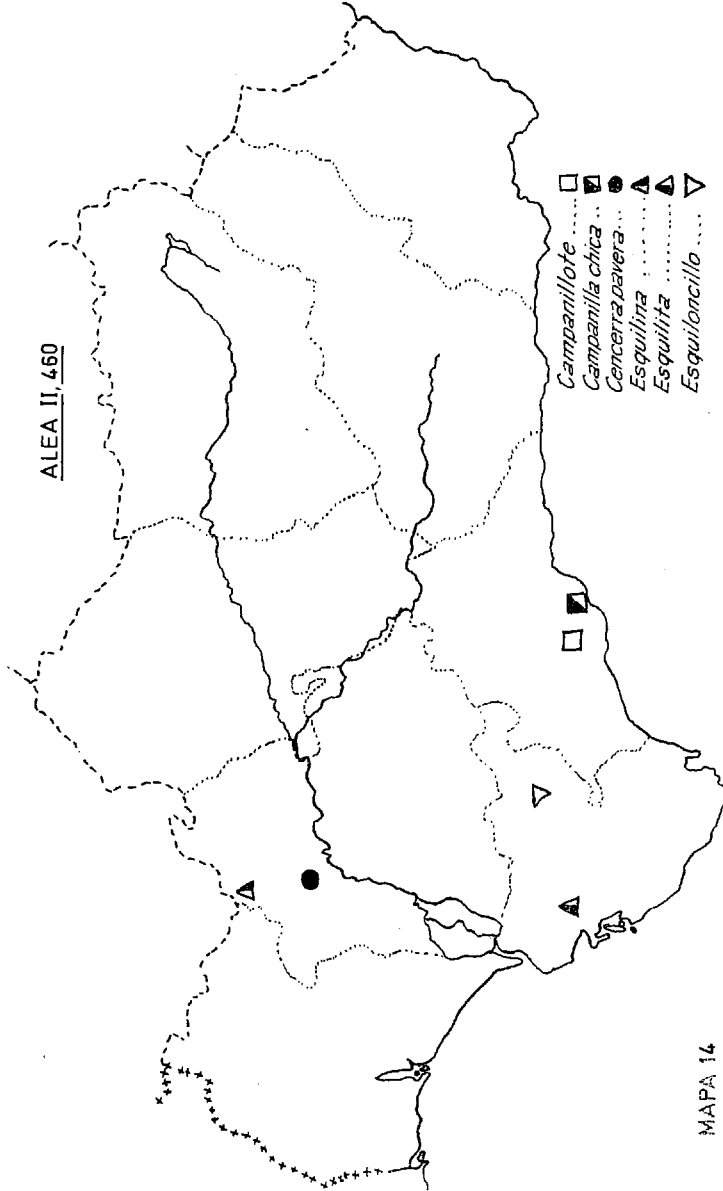 ALEA II, 460
Campanillote .....
Campanilla chica ..
Cencerra pavera...
Esquilina ..........
Esquilita ..........
Esquiloncillo .....
MAPA 14